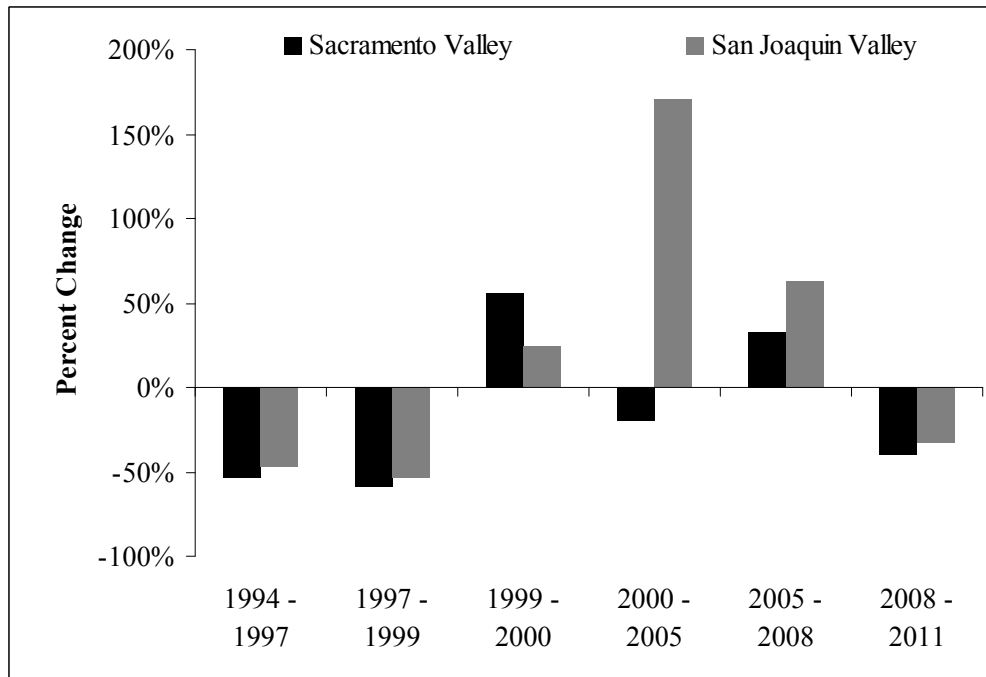 Sacramento Valley San Joaquin Valley
200%
150%
100%
50%
0%
-50%
-100%
Percent Change
1994 - 1997 - 1999 - 2000 - 2005 - 2008 -
1997 1999 2000 2005 2008 2011